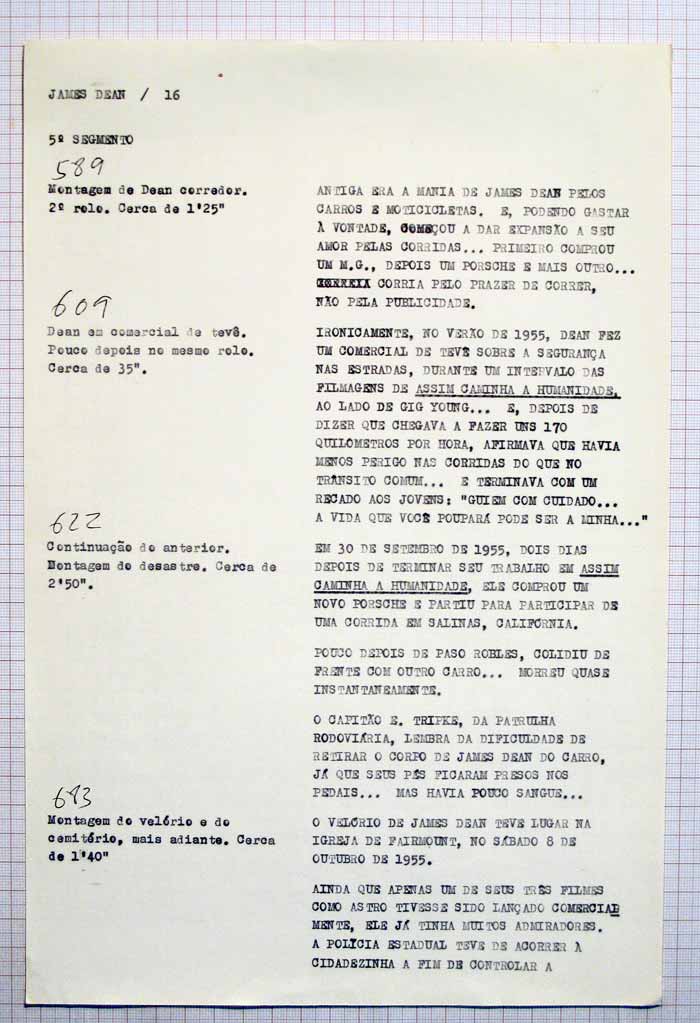 JAMES DEAN / 16
5º SEGMENTO
589
Montagem de Dean corredor.
2º rolo. Cerca de 1'25"
ANTIGA ERA A MANIA DE JAMES DEAN PELOS
CARROS E MOTICICLETAS. E, PODENDO GASTAR
À VONTADE, COMEÇOU A DAR EXPANSÃO A SEU
AMOR PELAS CORRIDAS... PRIMEIRO COMPROU
UM M.G., DEPOIS UM PORSCHE E MAIS OUTRO...
CORRIA PELO PRAZER DE CORRER,
NÃO PELA PUBLICIDADE.
609
Dean em comercial de tevê.
Pouco depois no mesmo rolo.
Cerca de 35".
IRONICAMENTE, NO VERÃO DE 1955, DEAN FEZ
UM COMERCIAL DE TEVÊ SOBRE A SEGURANÇA
NAS ESTRADAS, DURANTE UM INTERVALO DAS
FILMAGENS DE ASSIM CAMINHA A HUMANIDADE,
AO LADO DE GIG YOUNG... E, DEPOIS DE
DIZER QUE CHEGAVA A FAZER UNS 170
QUILÔMETROS POR HORA, AFIRMAVA QUE HAVIA
MENOS PERIGO NAS CORRIDAS DO QUE NO
TRÂNSITO COMUM... E TERMINAVA COM UM
RECADO AOS JOVENS: "GUIEM COM CUIDADO...
A VIDA QUE VOCÊ POUPARÁ PODE SER A MINHA..."
622
Continuação do anterior.
Montagem do desastre. Cerca de
2'50".
EM 30 DE SETEMBRO DE 1955, DOIS DIAS
DEPOIS DE TERMINAR SEU TRABALHO EM ASSIM
CAMINHA A HUMANIDADE, ELE COMPROU UM
NOVO PORSCHE E PARTIU PARA PARTICIPAR DE
UMA CORRIDA EM SALINAS, CALIFÓRNIA.
POUCO DEPOIS DE PASO ROBLES, COLIDIU DE
FRENTE COM OUTRO CARRO... MORREU QUASE
INSTANTANEAMENTE.
O CAPITÃO E. TRIPKE, DA PATRULHA
RODOVIÁRIA, LEMBRA DA DIFICULDADE DE
RETIRAR O CORPO DE JAMES DEAN DO CARRO,
JÁ QUE SEUS PÉS FICARAM PRESOS NOS
PEDAIS... MAS HAVIA POUCO SANGUE...
643
Montagem do velório e do
cemitério, mais adiante. Cerca
de 1'40"
O VELÓRIO DE JAMES DEAN TEVE LUGAR NA
IGREJA DE FAIRMOUNT, NO SÁBADO 8 DE
OUTUBRO DE 1955.
AINDA QUE APENAS UM DE SEUS TRÊS FILMES
COMO ASTRO TIVESSE SIDO LANÇADO COMERCIAL
MENTE, ELE JÁ TINHA MUITOS ADMIRADORES.
A POLÍCIA ESTADUAL TEVE DE ACORRER À
CIDADEZINHA A FIM DE CONTROLAR A